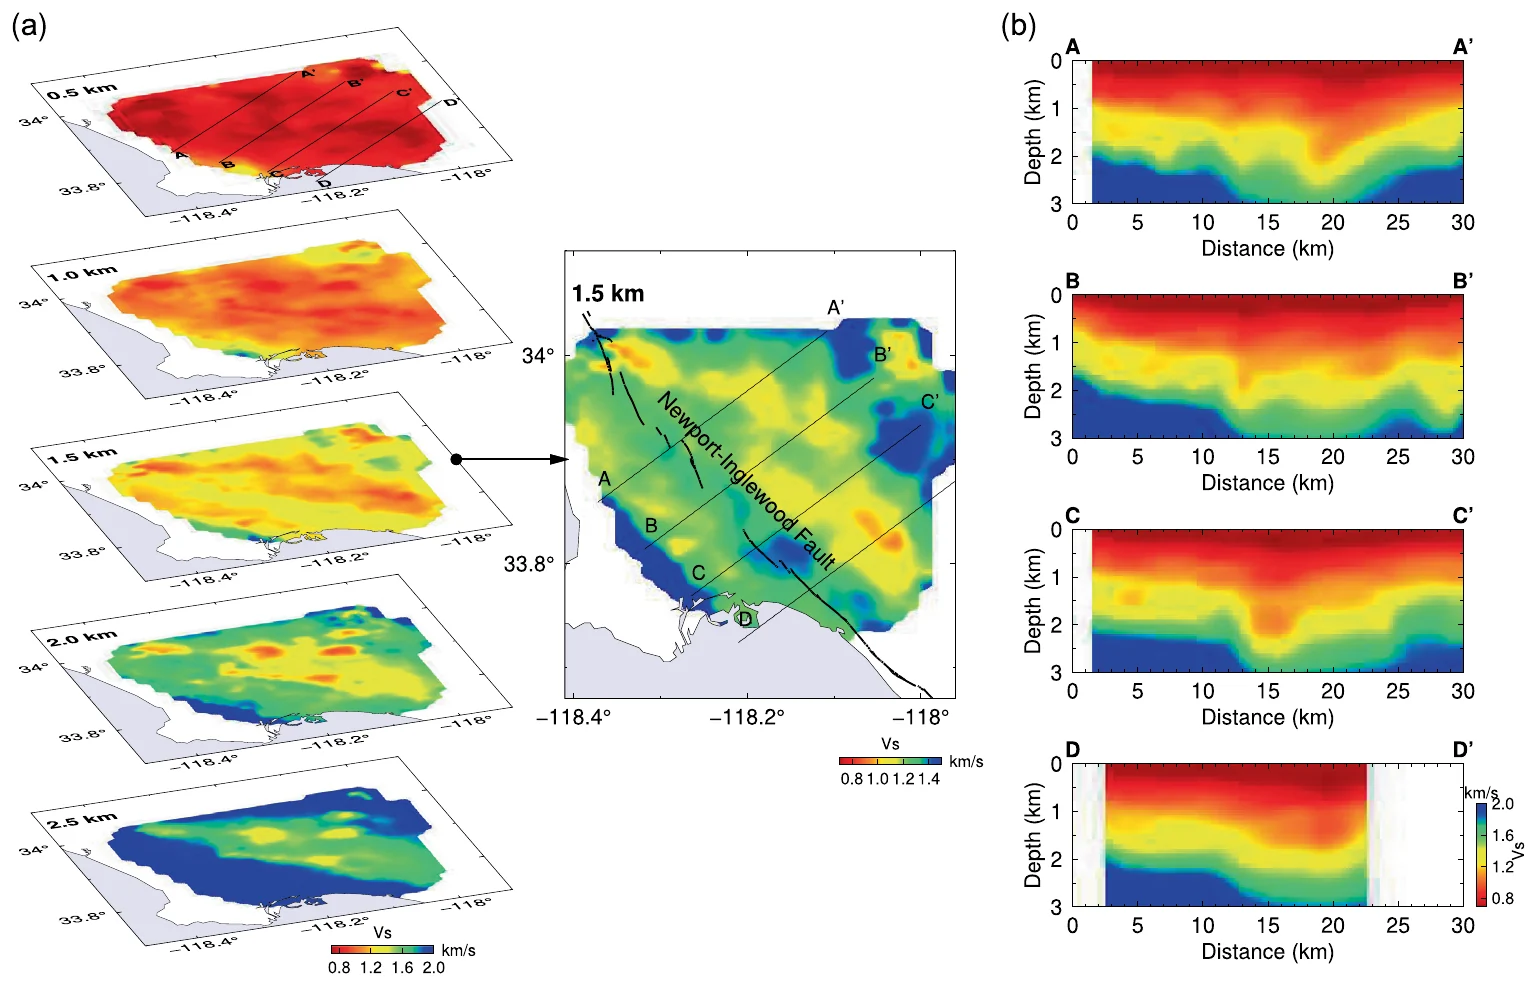 (a)
0.5 km
A'
B'
C'
D'
A
B
C
D
34°
33.8°
−118.4°
−118.2°
−118°
1.0 km
34°
33.8°
−118.4°
−118.2°
−118°
1.5 km
34°
33.8°
−118.4°
−118.2°
−118°
2.0 km
34°
33.8°
−118.4°
−118.2°
−118°
2.5 km
34°
33.8°
−118.4°
−118.2°
−118°
Vs
km/s
0.8 1.2 1.6 2.0
1.5 km
A'
B'
C'
A
B
C
D
Newport-Inglewood Fault
34°
33.8°
−118.4° −118.2° −118°
Vs
km/s
0.8 1.0 1.2 1.4
(b)
A A'
0
1
2
3
Depth (km)
0 5 10 15 20 25 30
Distance (km)
B B'
0
1
2
3
Depth (km)
0 5 10 15 20 25 30
Distance (km)
C C'
0
1
2
3
Depth (km)
0 5 10 15 20 25 30
Distance (km)
D D'
0
1
2
3
Depth (km)
0 5 10 15 20 25 30
Distance (km)
km/s
2.0
1.6
1.2
0.8
Vs